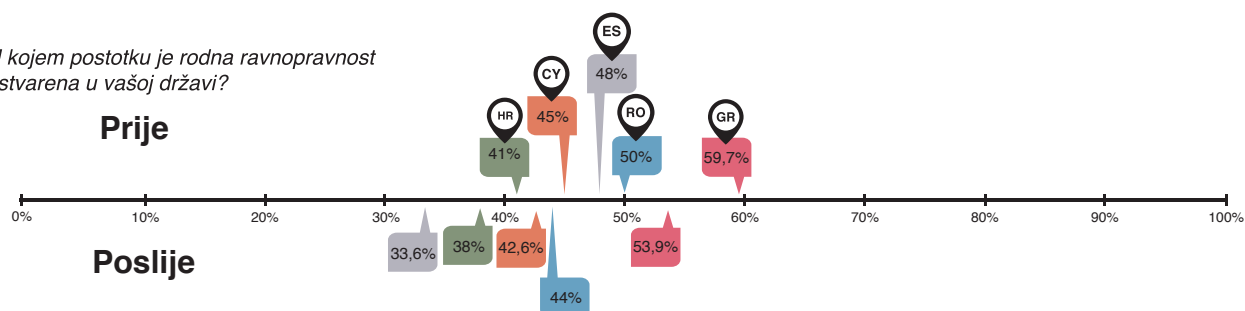 kojem postotku je rodna ravnopravnost
stvarena u vašoj državi?
Prije
ES
48%
CY
45%
HR
41%
RO
50%
GR
59,7%
0% 10% 20% 30% 40% 50% 60% 70% 80% 90% 100%
33,6% 38% 42,6% 53,9%
Poslije
44%